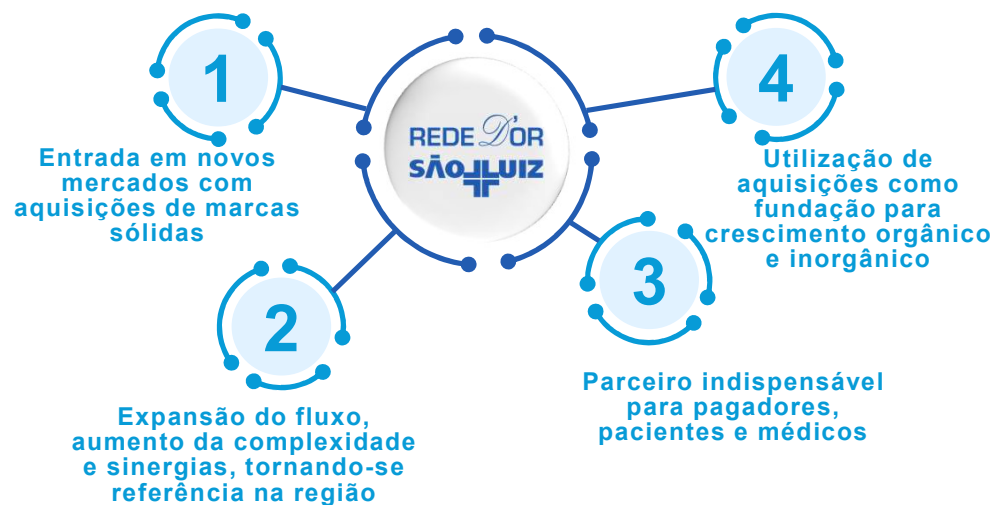 1
Entrada em novos
mercados com
aquisições de marcas
sólidas
2
Expansão do fluxo,
aumento da complexidade
e sinergias, tornando-se
referência na região
REDE D'OR
SÃO LUIZ
3
Parceiro indispensável
para pagadores,
pacientes e médicos
4
Utilização de
aquisições como
fundação para
crescimento orgânico
e inorgânico